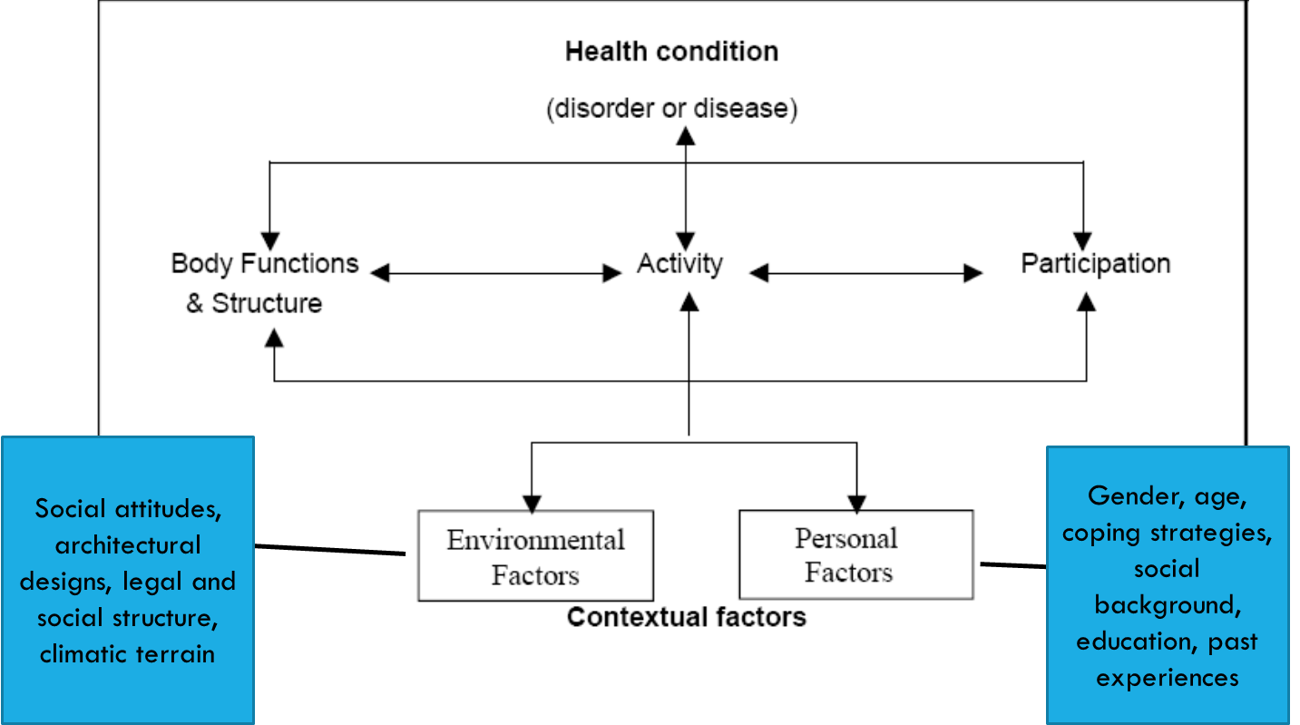 Health condition
(disorder or disease)
Body Functions
& Structure
Activity
Participation
Social attitudes,
architectural
designs, legal and
social structure,
climatic terrain
Environmental
Factors
Personal
Factors
Contextual factors
Gender, age,
coping strategies,
social
background,
education, past
experiences